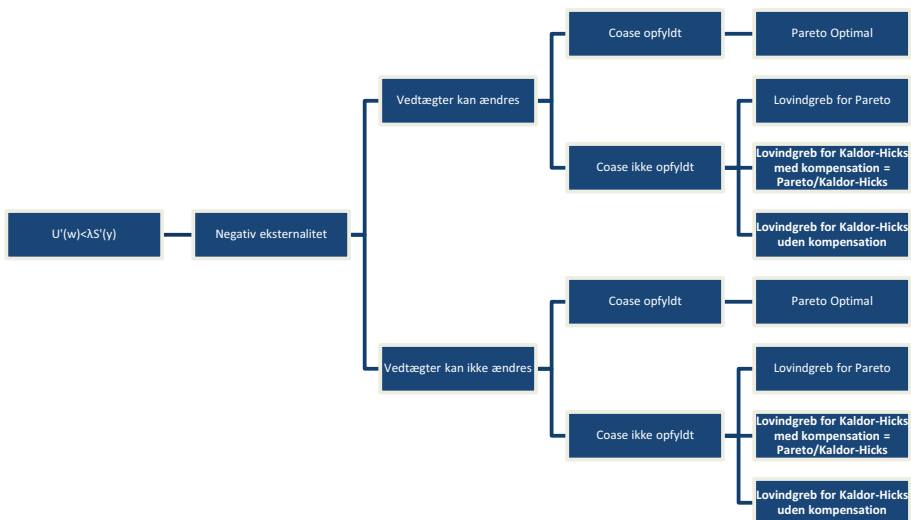 U'(w)<λS'(y)
Negativ eksternalitet
Vedtægter kan ændres
Coase opfyldt
Pareto Optimal
Coase ikke opfyldt
Lovindgreb for Pareto
Lovindgreb for Kaldor-Hicks
med kompensation =
Pareto/Kaldor-Hicks
Lovindgreb for Kaldor-Hicks
uden kompensation
Vedtægter kan ikke ændres
Coase opfyldt
Pareto Optimal
Coase ikke opfyldt
Lovindgreb for Pareto
Lovindgreb for Kaldor-Hicks
med kompensation =
Pareto/Kaldor-Hicks
Lovindgreb for Kaldor-Hicks
uden kompensation